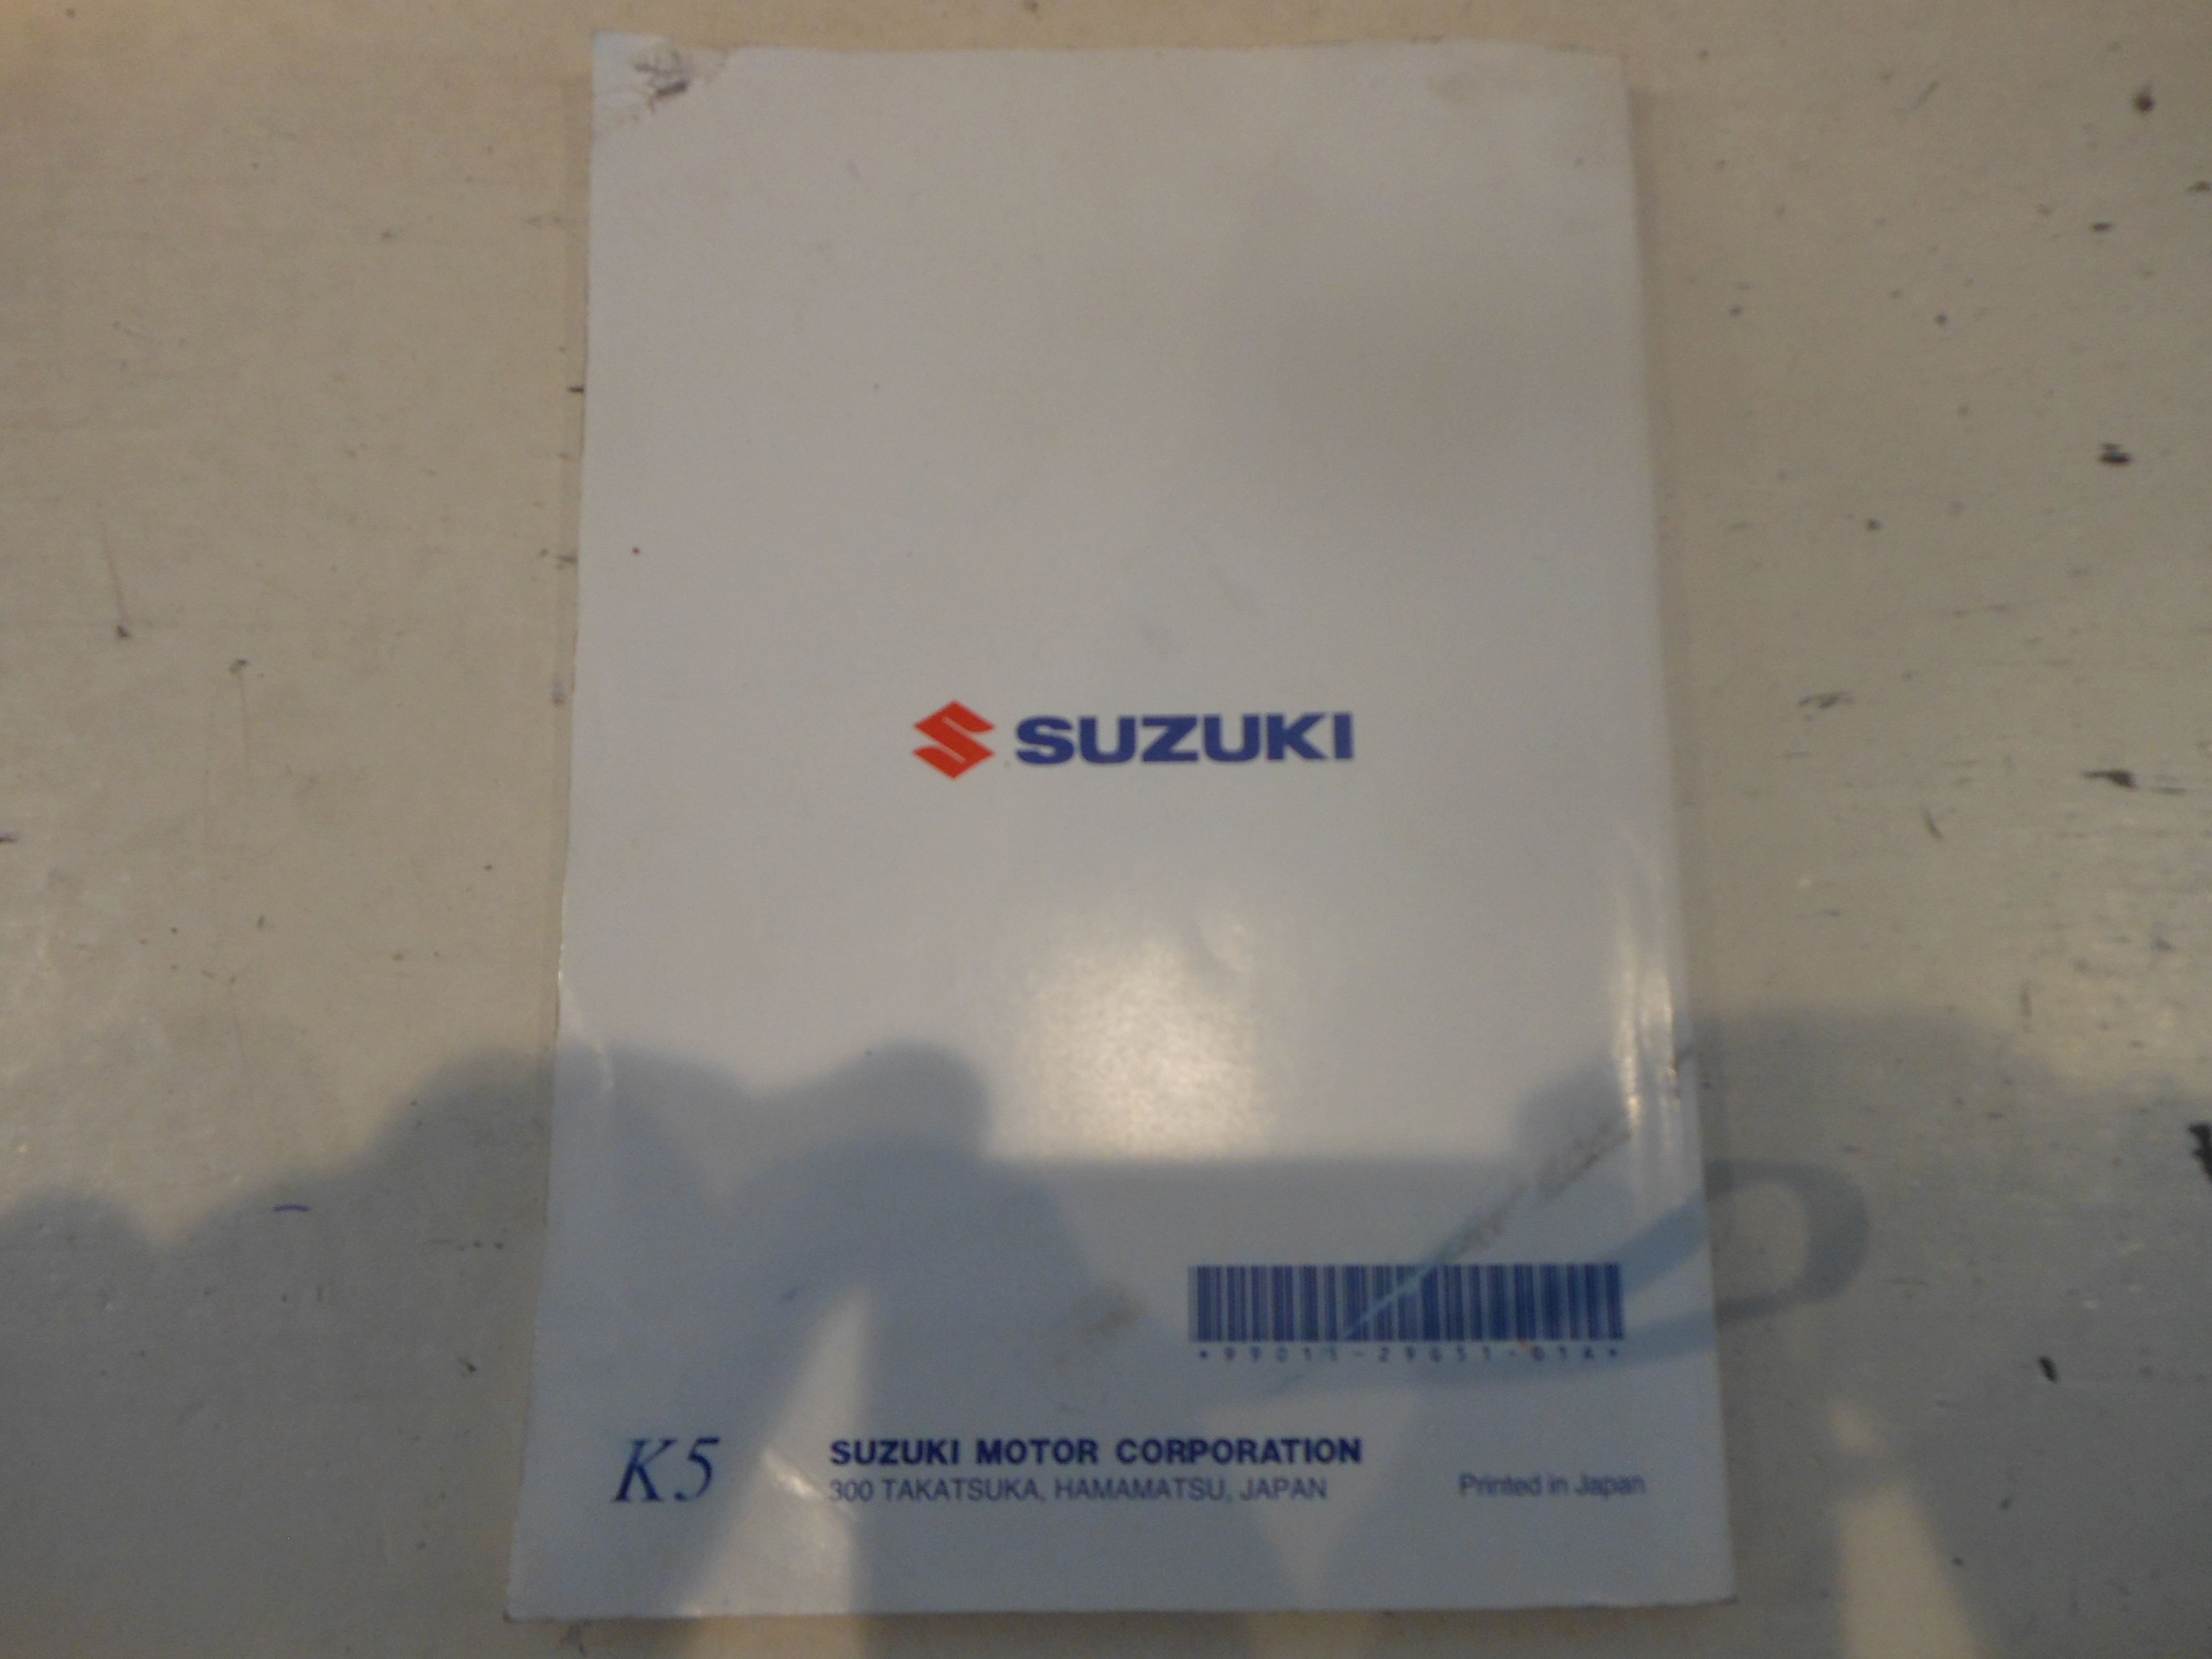 SUZUKI
*99011-29G51-01A*
K5
SUZUKI MOTOR CORPORATION
300 TAKATSUKA, HAMAMATSU, JAPAN
Printed in Japan